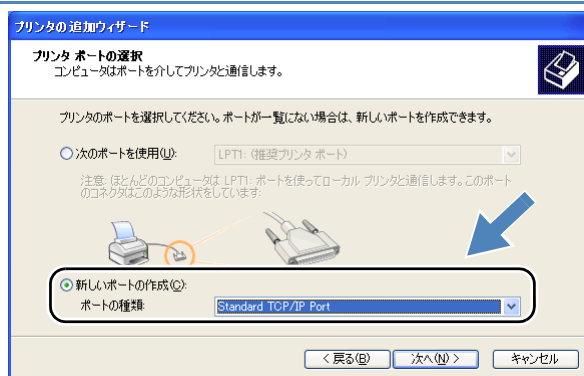 プリンタの追加ウィザード
プリンタ ポートの選択
コンピュータはポートを介してプリンタと通信します。
プリンタのポートを選択してください。ポートが一覧にない場合は、新しいポートを作成できます。
次のポートを使用(U):
LPT1: (推奨プリンタ ポート)
注意: ほとんどのコンピュータは LPT1: ポートを使ってローカル プリンタと通信します。このポート
のコネクタはこのような形状をしています:
新しいポートの作成(C):
ポートの種類:
Standard TCP/IP Port
< 戻る(B)
次へ(N) >
キャンセル